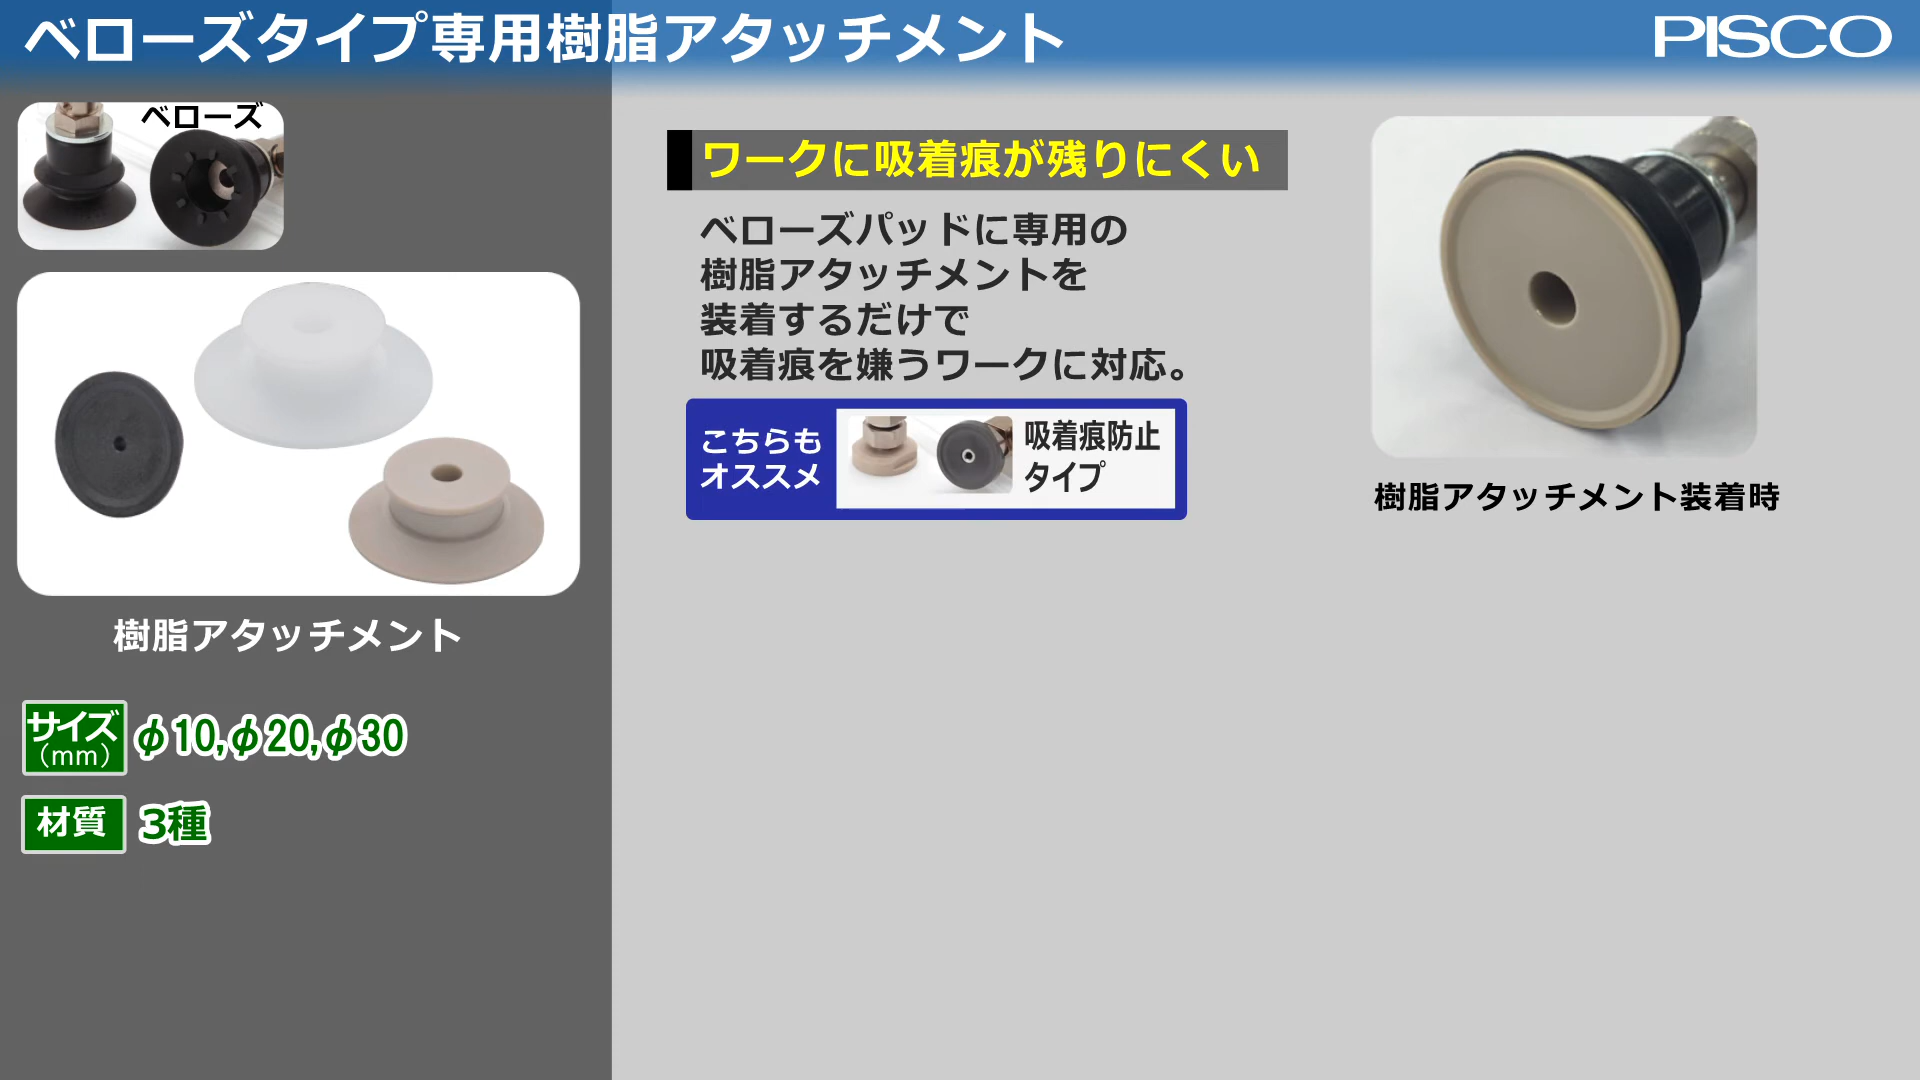 ベローズタイプ専用樹脂アタッチメント
PISCO
ベローズ
樹脂アタッチメント
サイズ
（mm）
φ10,φ20,φ30
材質
3種
ワークに吸着痕が残りにくい
ベローズパッドに専用の
樹脂アタッチメントを
装着するだけで
吸着痕を嫌うワークに対応。
こちらも
オススメ
吸着痕防止
タイプ
樹脂アタッチメント装着時